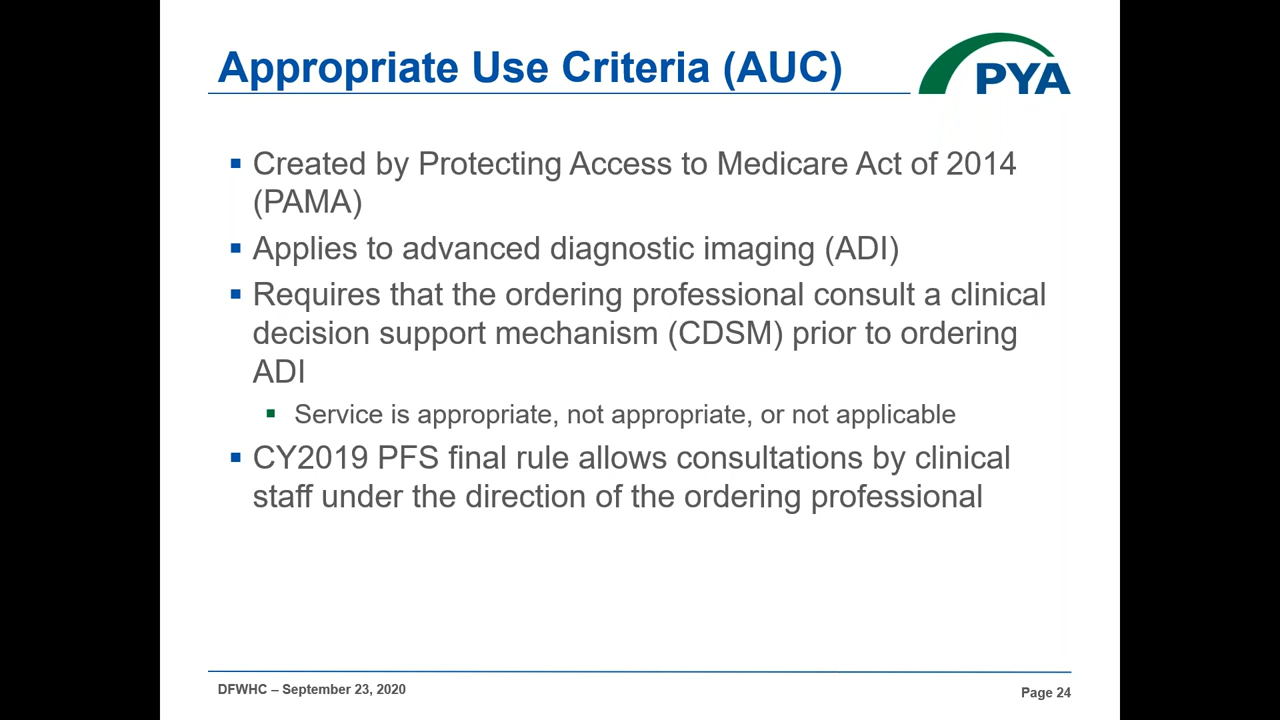 Appropriate Use Criteria (AUC)
PYA
▪ Created by Protecting Access to Medicare Act of 2014
(PAMA)
▪ Applies to advanced diagnostic imaging (ADI)
▪ Requires that the ordering professional consult a clinical
decision support mechanism (CDSM) prior to ordering
ADI
▪ Service is appropriate, not appropriate, or not applicable
▪ CY2019 PFS final rule allows consultations by clinical
staff under the direction of the ordering professional
DFWHC – September 23, 2020
Page 24